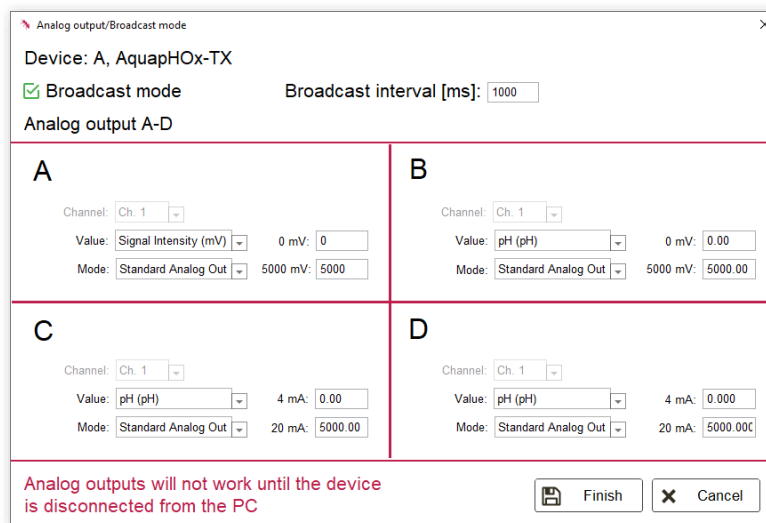 Analog output/Broadcast mode
Device: A, AquapHOx-TX
Broadcast mode Broadcast interval [ms]: 1000
Analog output A-D
A
Channel: Ch. 1
Value: Signal Intensity (mV) 0 mV: 0
Mode: Standard Analog Out 5000 mV: 5000
B
Channel: Ch. 1
Value: pH (pH) 0 mV: 0.00
Mode: Standard Analog Out 5000 mV: 5000.00
C
Channel: Ch. 1
Value: pH (pH) 4 mA: 0.00
Mode: Standard Analog Out 20 mA: 5000.00
D
Channel: Ch. 1
Value: pH (pH) 4 mA: 0.000
Mode: Standard Analog Out 20 mA: 5000.000
Analog outputs will not work until the device
is disconnected from the PC
Finish Cancel